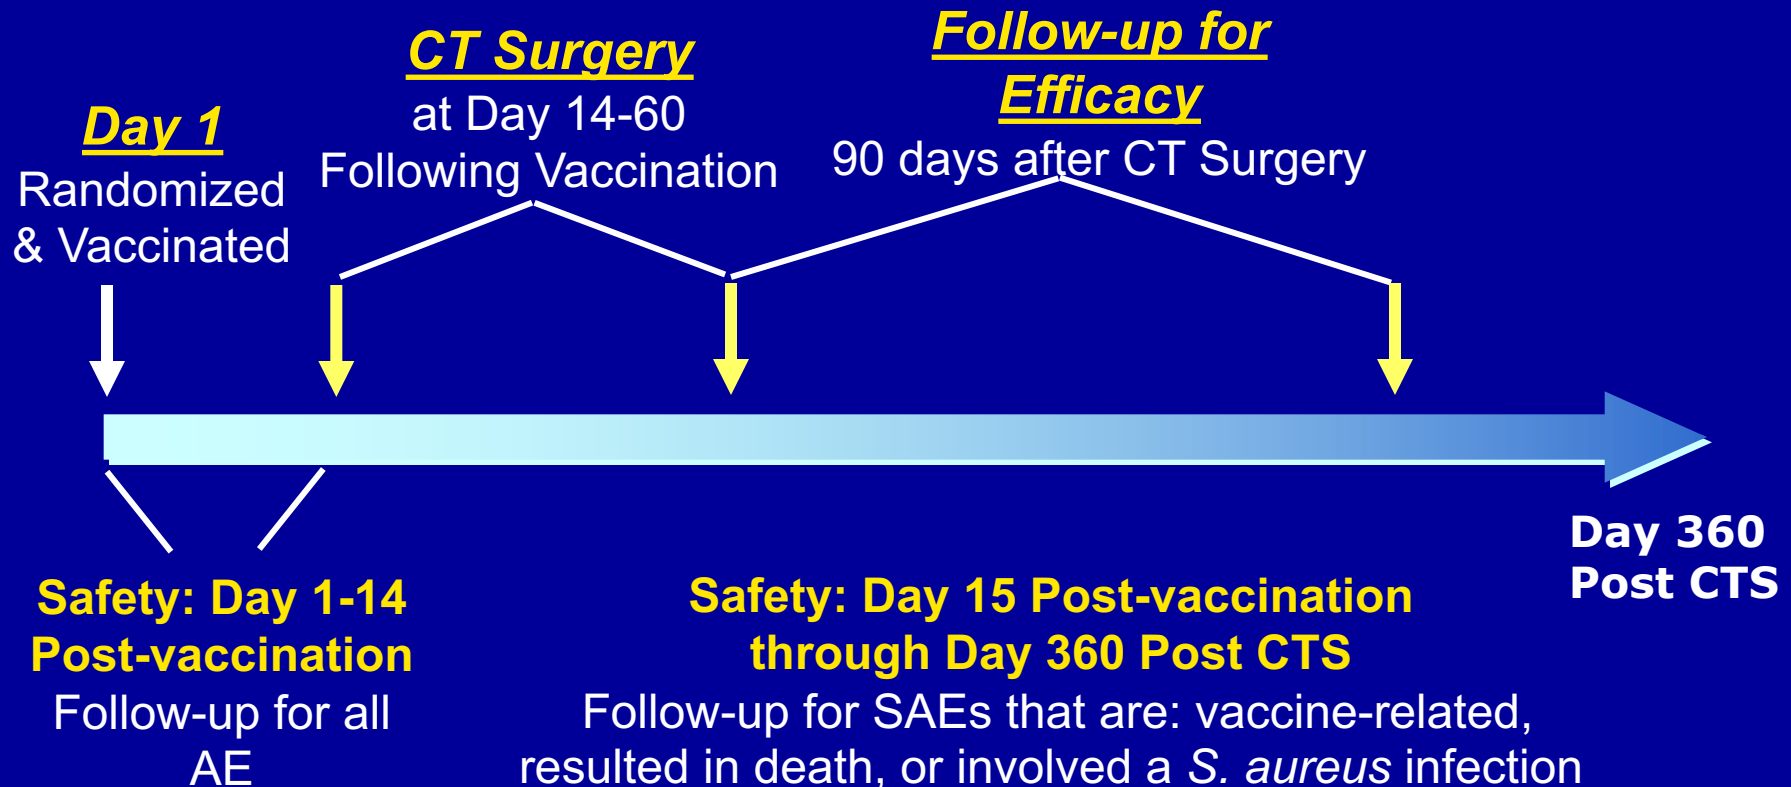 Day 1
Randomized
& Vaccinated
CT Surgery
at Day 14-60
Following Vaccination
Follow-up for
Efficacy
90 days after CT Surgery
Day 360
Post CTS
Safety: Day 1-14
Post-vaccination
Follow-up for all
AE
Safety: Day 15 Post-vaccination
through Day 360 Post CTS
Follow-up for SAEs that are: vaccine-related,
resulted in death, or involved a S. aureus infection